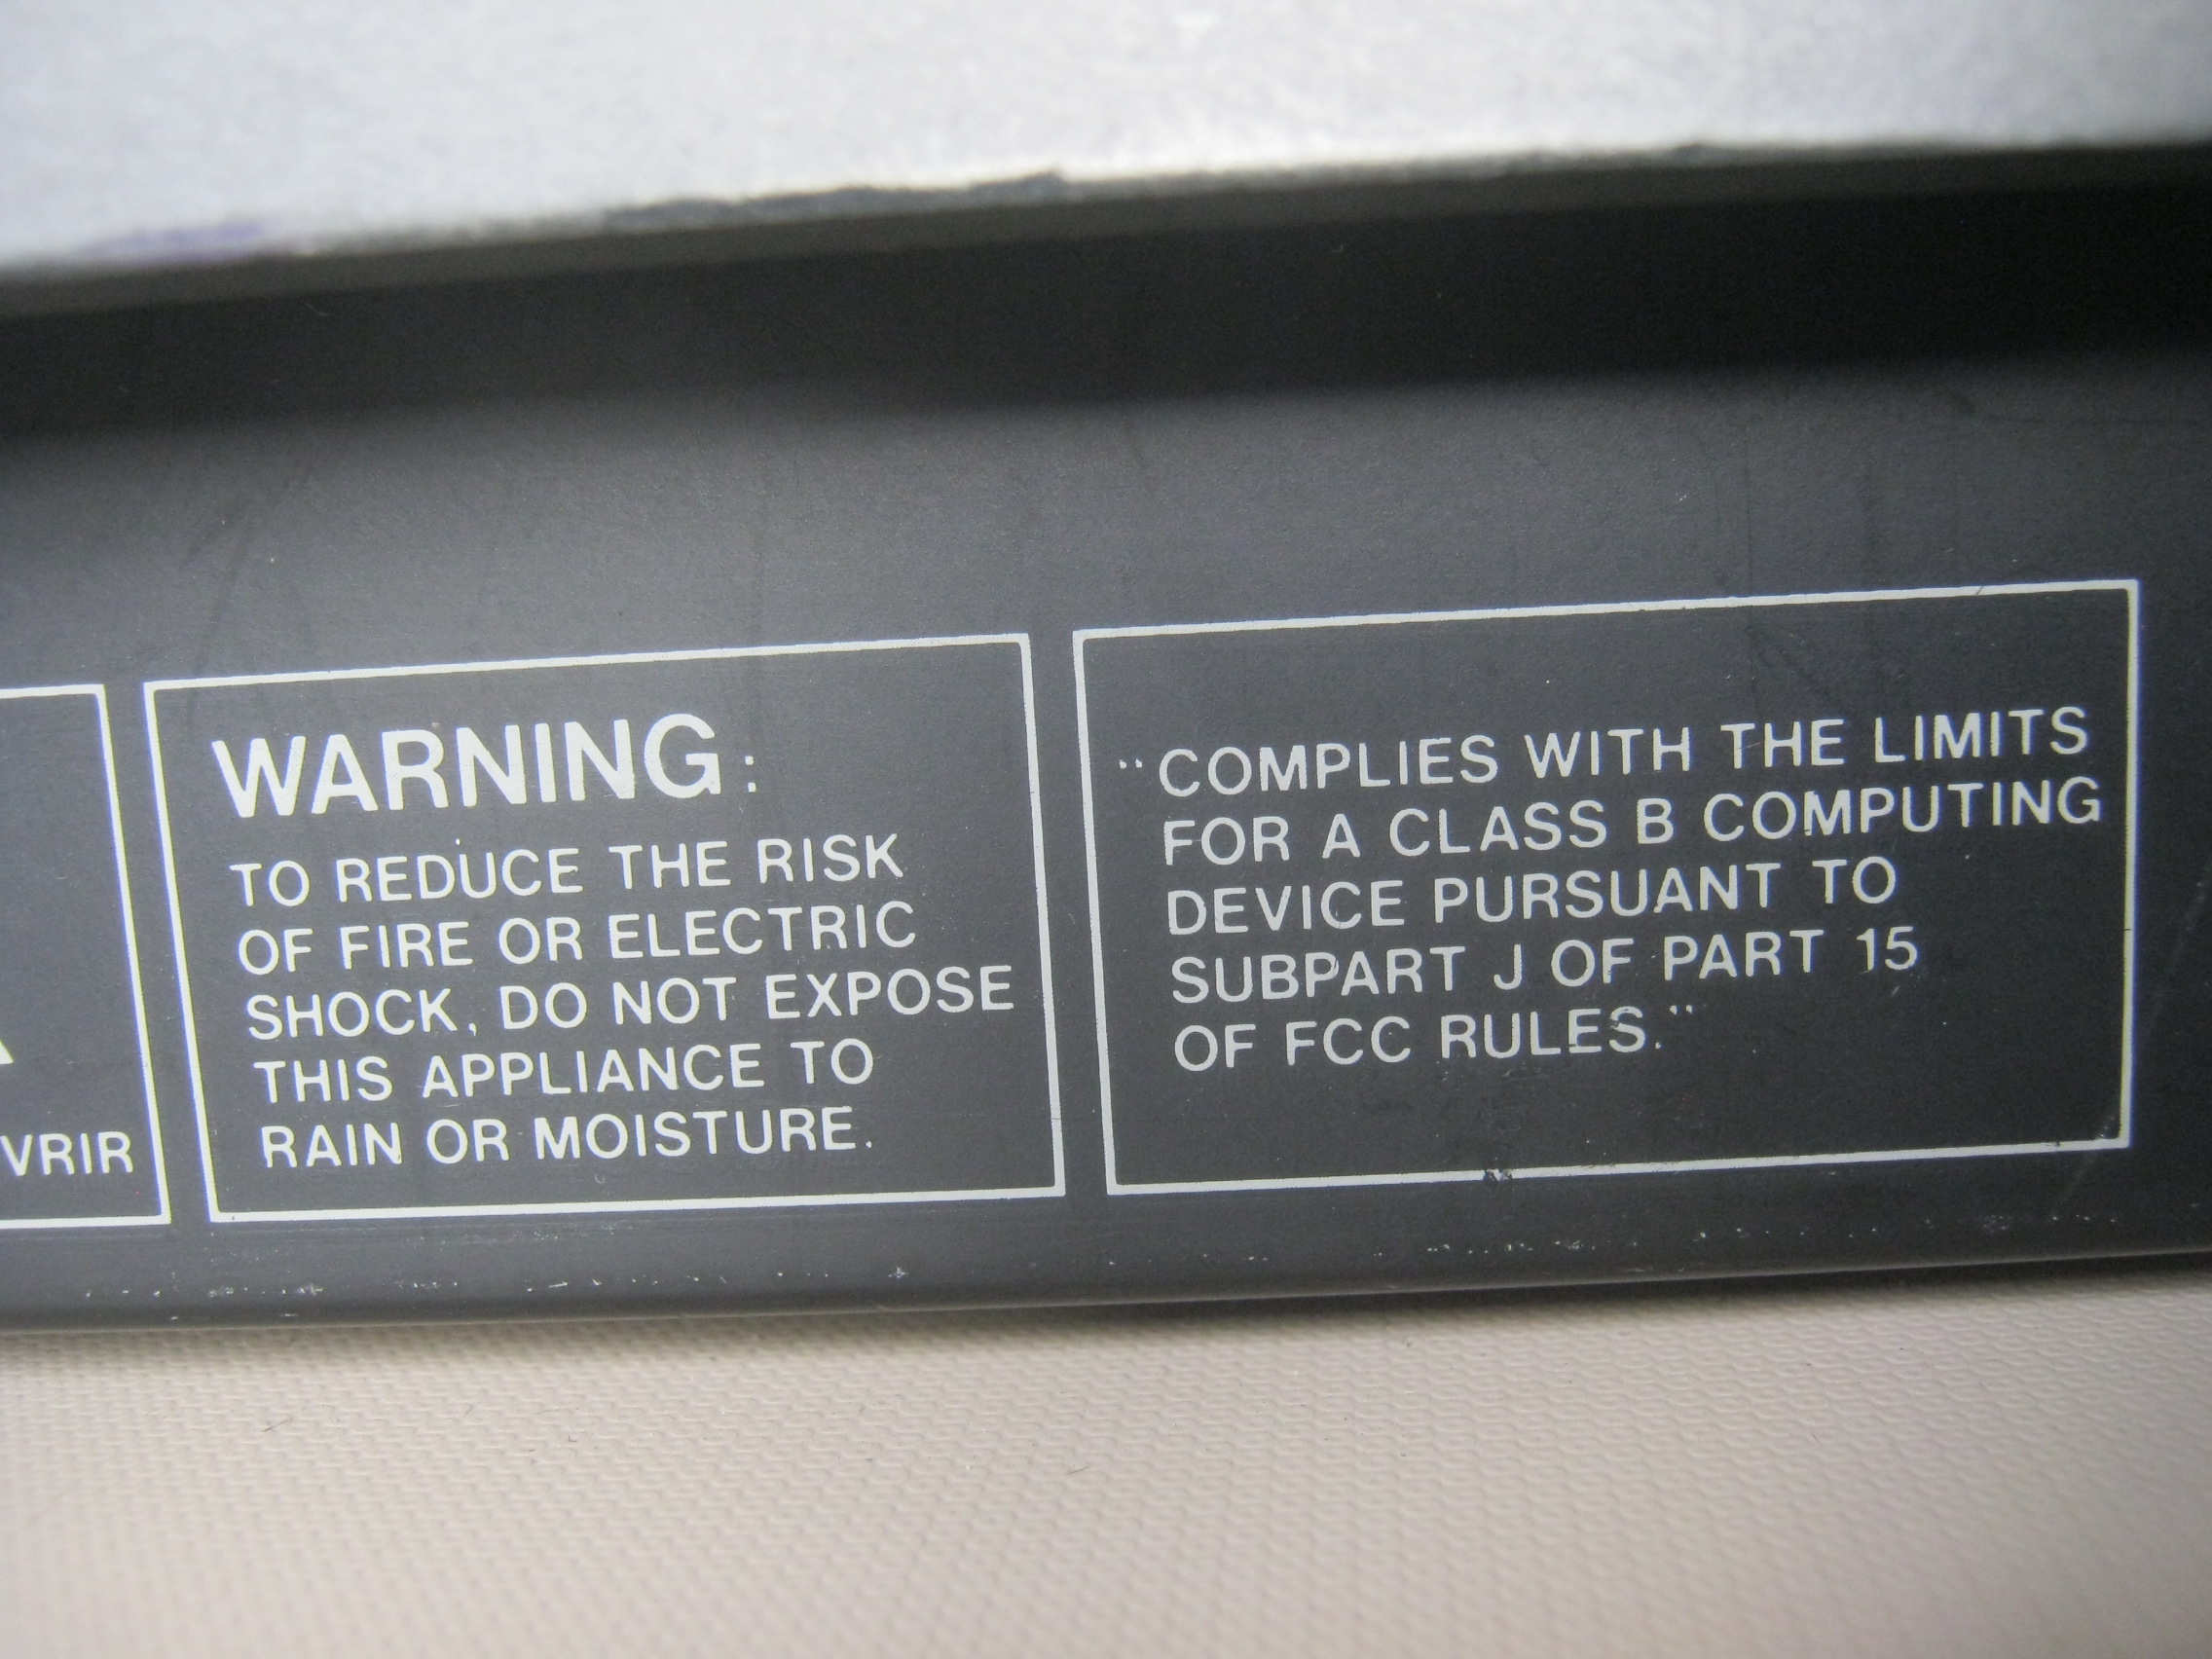 VRIR
WARNING:
TO REDUCE THE RISK
OF FIRE OR ELECTRIC
SHOCK, DO NOT EXPOSE
THIS APPLIANCE TO
RAIN OR MOISTURE.
"COMPLIES WITH THE LIMITS
FOR A CLASS B COMPUTING
DEVICE PURSUANT TO
SUBPART J OF PART 15
OF FCC RULES."